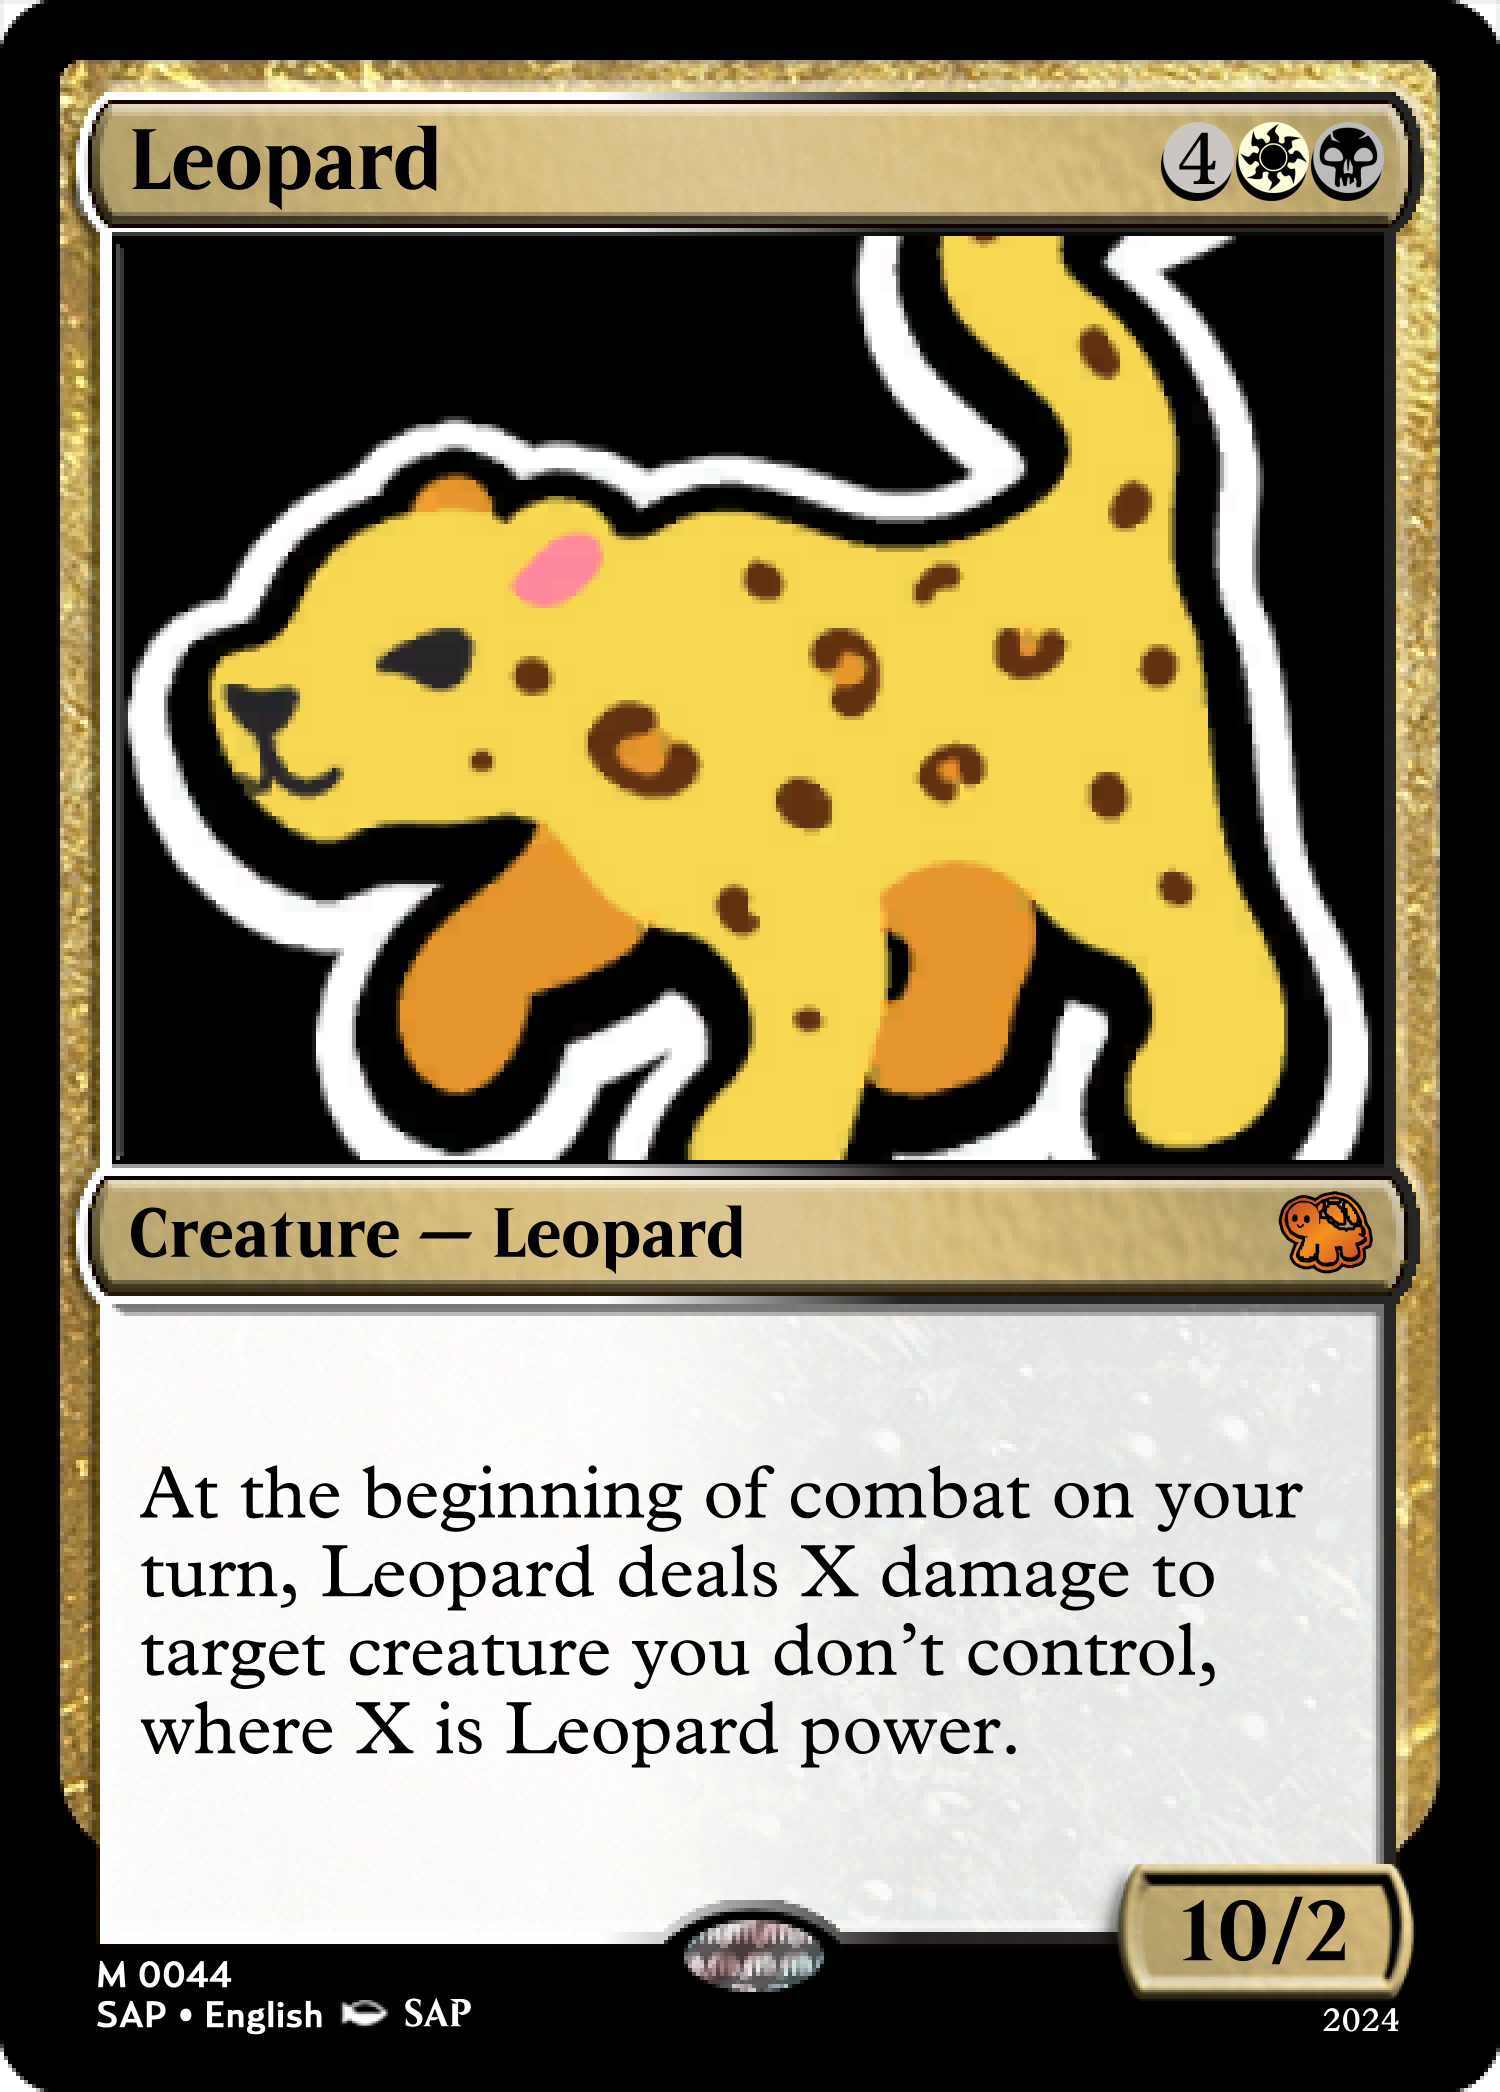 Leopard 4
Creature — Leopard
At the beginning of combat on your
turn, Leopard deals X damage to
target creature you don’t control,
where X is Leopard power.
10/2
M 0044
SAP • English SAP
2024